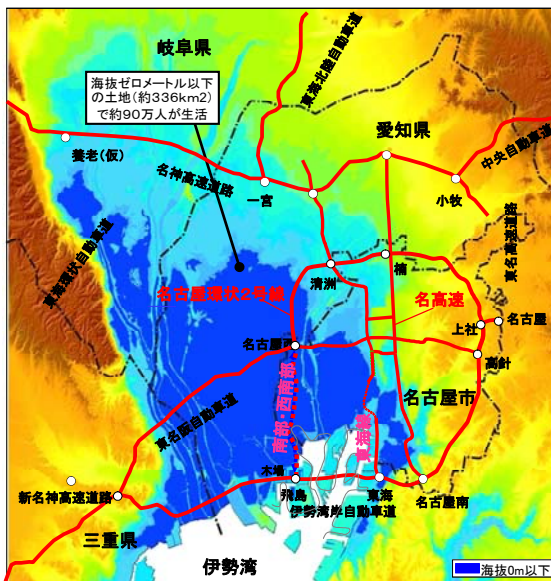 岐阜県
海抜ゼロメートル以下
の土地(約336km2)
で約90万人が生活
東海北陸自動車道
愛知県
中央自動車道
養老(仮)
名神高速道路
一宮
小牧
東名高速道路
東海環状自動車道
清洲
楠
名古屋環状2号線
名高速
上社
名古屋
名古屋西
高針
南部・西南部
名古屋市
東名阪自動車道
東海線
木場
新名神高速道路
飛島
東海
名古屋南
伊勢湾岸自動車道
三重県
伊勢湾
海抜0m以下